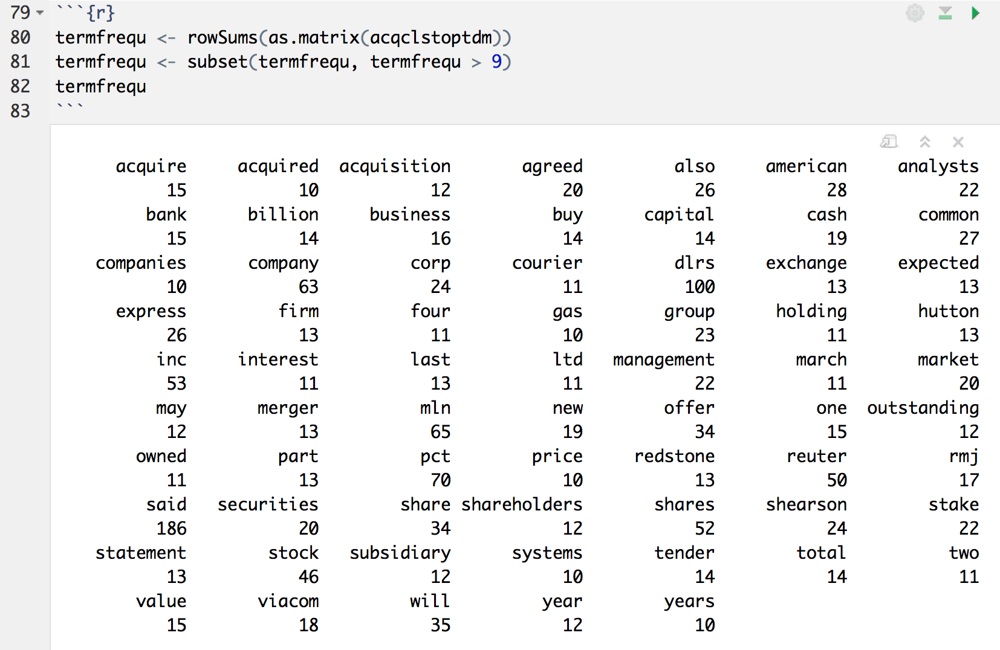 79 ```{r}
80 termfrequ <- rowSums(as.matrix(acqclstoptdm))
81 termfrequ <- subset(termfrequ, termfrequ > 9)
82 termfrequ
83 ```
acquire acquired acquisition agreed also american analysts
15 10 12 20 26 28 22
bank billion business buy capital cash common
15 14 16 14 14 19 27
companies company corp courier dlrs exchange expected
10 63 24 11 100 13 13
express firm four gas group holding hutton
26 13 11 10 23 11 13
inc interest last ltd management march market
53 11 13 11 22 11 20
may merger mln new offer one outstanding
12 13 65 19 34 15 12
owned part pct price redstone reuter rmj
11 13 70 10 13 50 17
said securities share shareholders shares shearson stake
186 20 34 12 52 24 22
statement stock subsidiary systems tender total two
13 46 12 10 14 14 11
value viacom will year years
15 18 35 12 10